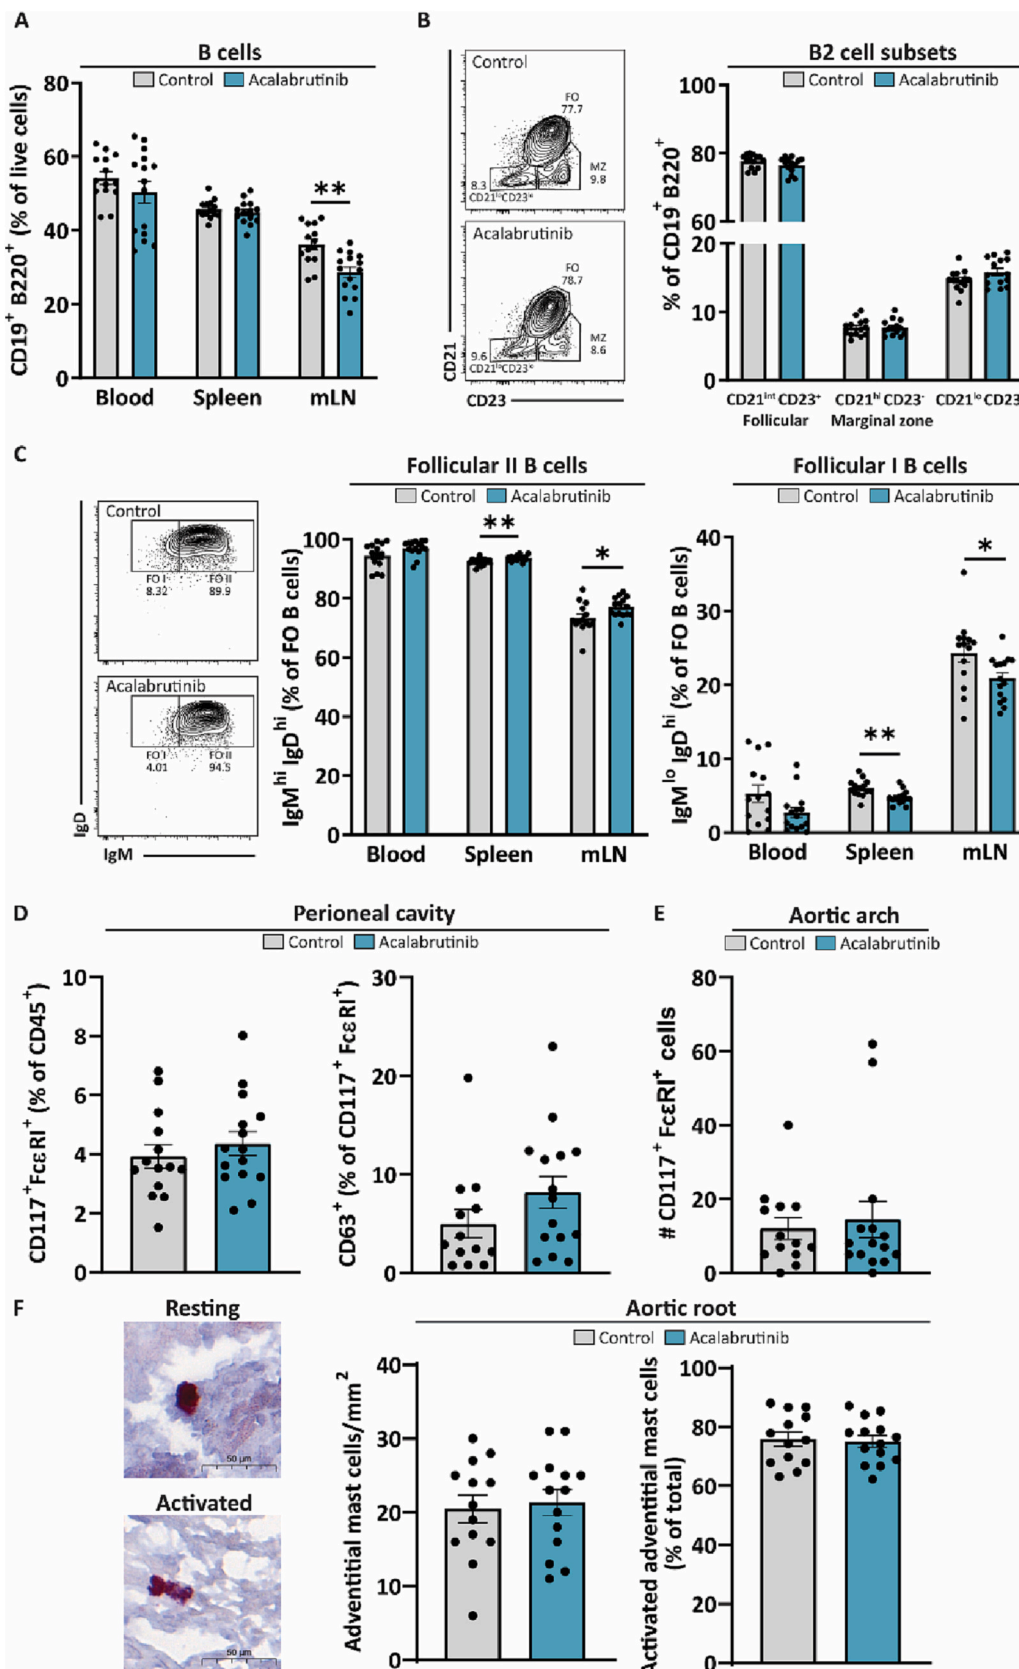 A
B cells
Control Acalabrutinib
CD19+ B220+ (% of live cells)
80
60
40
20
0
**
Blood Spleen mLN
B
Control
FO
77.7
MZ
9.8
8.3
CD21loCD23lo
Acalabrutinib
FO
78.7
MZ
8.6
9.6
CD21loCD23lo
CD21
CD23
B2 cell subsets
Control Acalabrutinib
% of CD19+ B220+
100
80
60
20
10
0
CD21int CD23+ CD21hi CD23- CD21lo CD23
Follicular Marginal zone
C
Control
FO I FO II
8.32 89.9
Acalabrutinib
FO I FO II
4.01 94.5
IgD
IgM
Follicular II B cells
Control Acalabrutinib
IgMhi IgDhi (% of FO B cells)
100
80
60
40
20
0
**
*
Blood Spleen mLN
Follicular I B cells
Control Acalabrutinib
IgMlo IgDhi (% of FO B cells)
40
30
20
10
0
**
*
Blood Spleen mLN
D
Perioneal cavity
Control Acalabrutinib
CD117+FcεRI+ (% of CD45+)
10
8
6
4
2
0
CD63+ (% of CD117+ FcεRI+)
30
20
10
0
E
Aortic arch
Control Acalabrutinib
# CD117+ FcεRI+ cells
80
60
40
20
0
F
Resting
50 µm
Activated
50 µm
Aortic root
Control Acalabrutinib
Adventitial mast cells/mm2
40
30
20
10
0
Activated adventitial mast cells
(% of total)
100
80
60
40
20
0